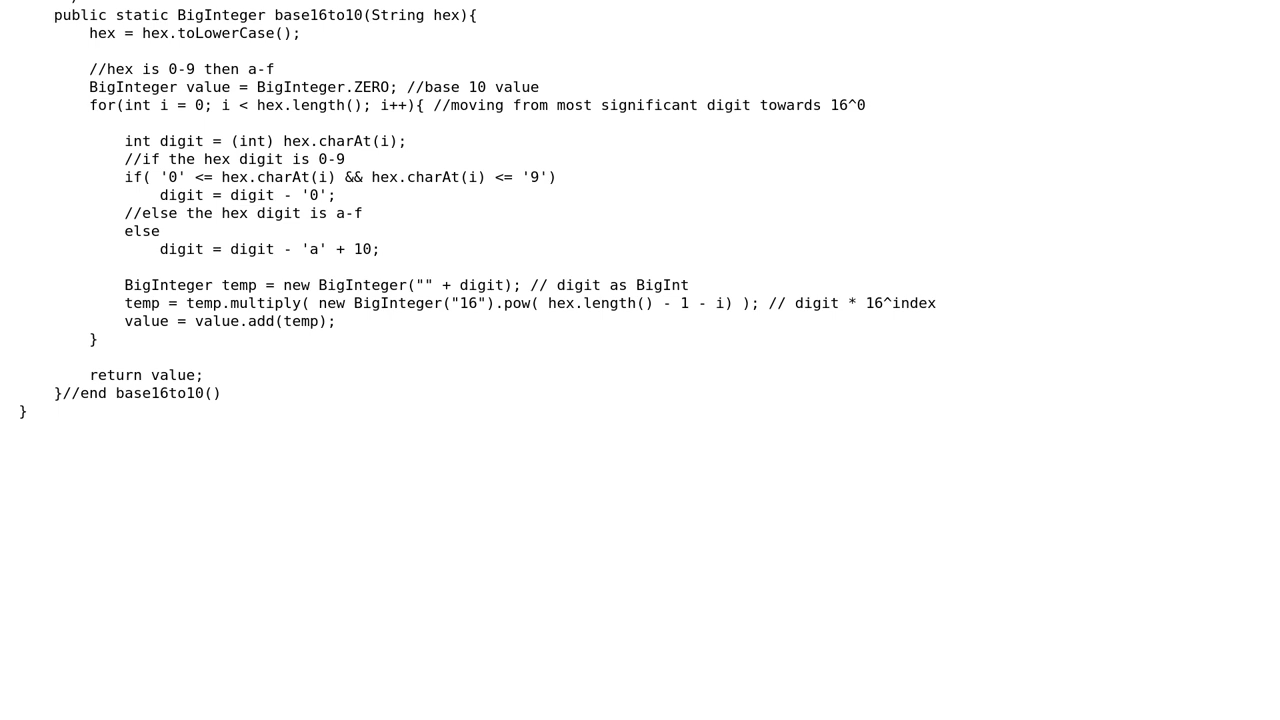 public static BigInteger base16to10(String hex){
hex = hex.toLowerCase();
//hex is 0-9 then a-f
BigInteger value = BigInteger.ZERO; //base 10 value
for(int i = 0; i < hex.length(); i++){ //moving from most significant digit towards 16^0
int digit = (int) hex.charAt(i);
//if the hex digit is 0-9
if( '0' <= hex.charAt(i) && hex.charAt(i) <= '9')
digit = digit - '0';
//else the hex digit is a-f
else
digit = digit - 'a' + 10;
BigInteger temp = new BigInteger("" + digit); // digit as BigInt
temp = temp.multiply( new BigInteger("16").pow( hex.length() - 1 - i) ); // digit * 16^index
value = value.add(temp);
}
return value;
}//end base16to10()
}